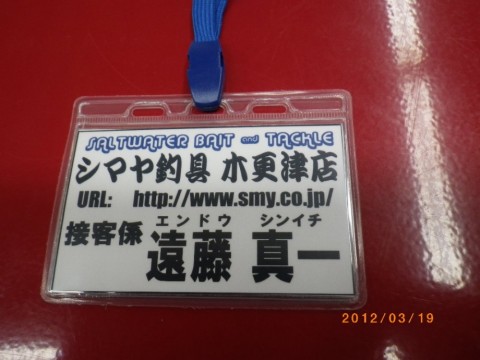 SALTWATER BAIT and TACKLE
シマヤ釣具 木更津店
URL: http://www.smy.co.jp/
エンドウ シンイチ
接客係 遠藤 真一
2012/03/19